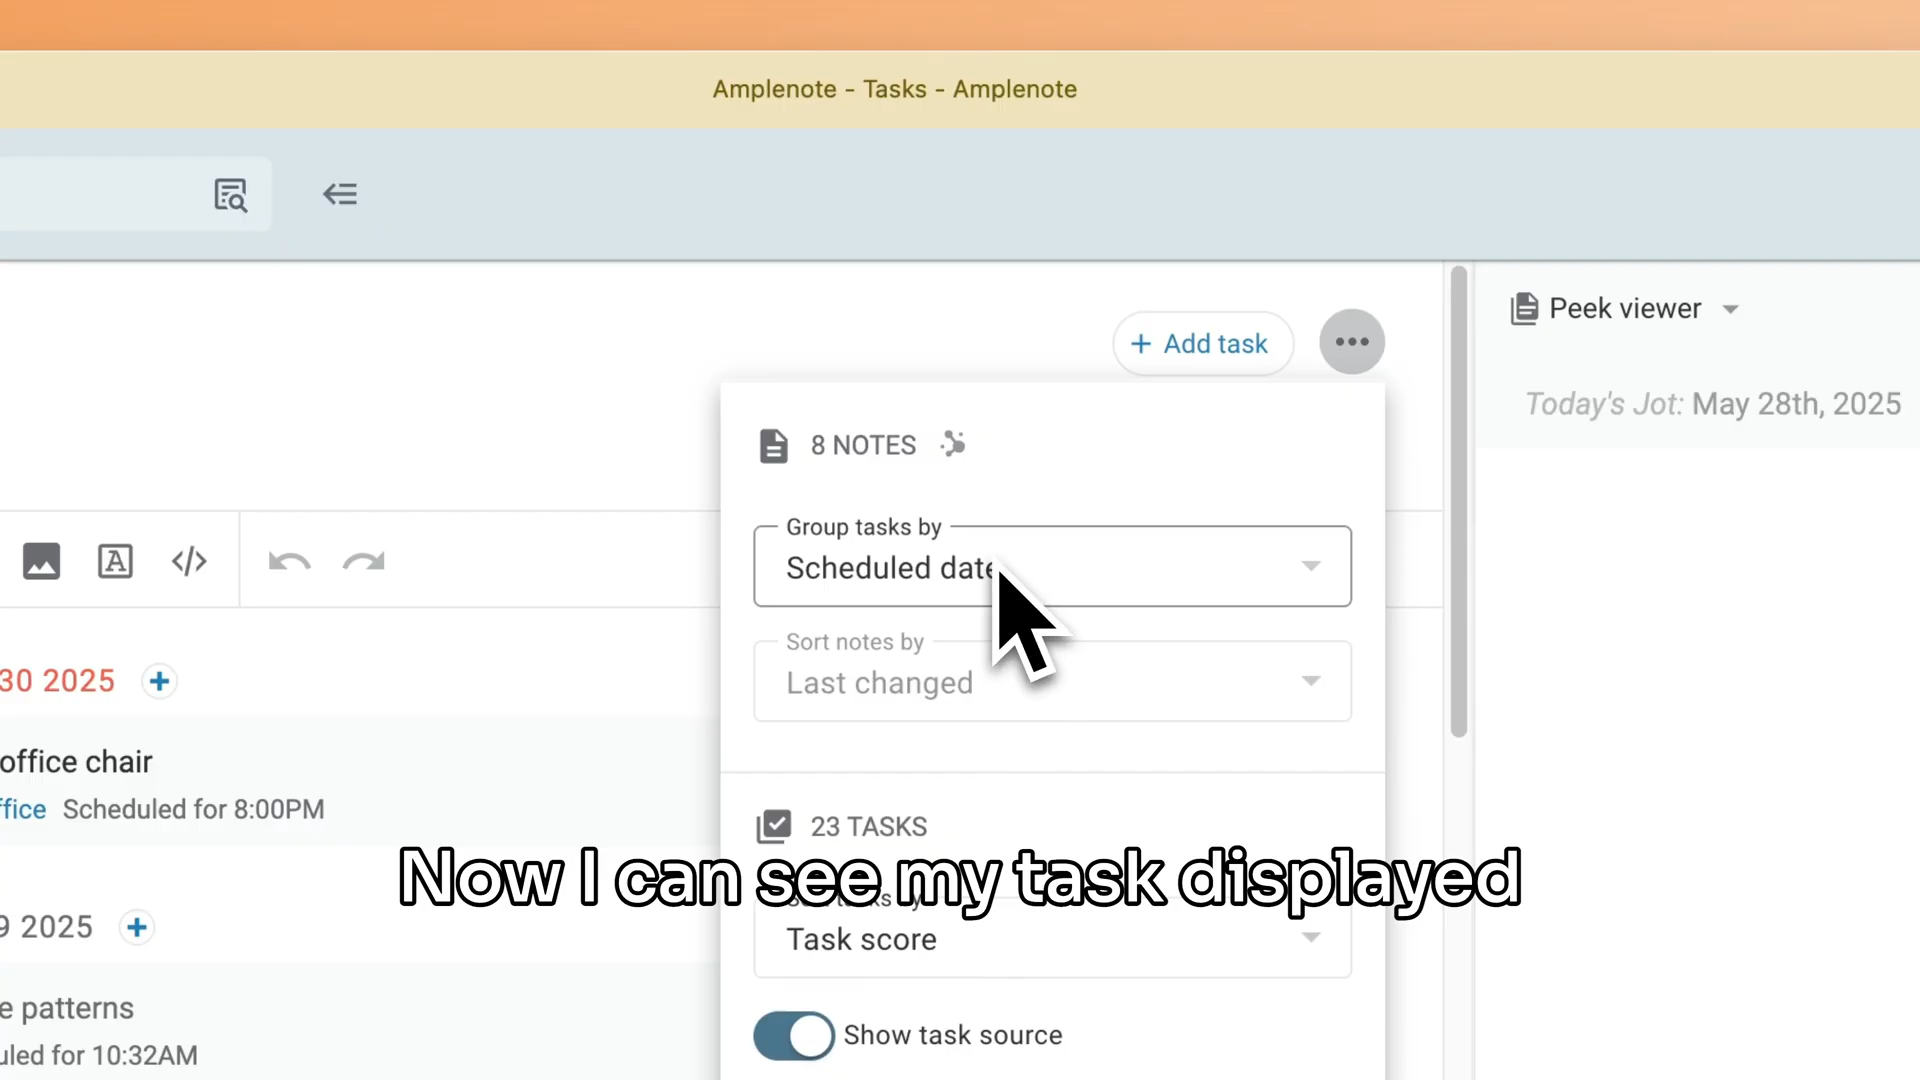 Amplenote - Tasks - Amplenote
+ Add task
Peek viewer
Today's Jot: May 28th, 2025
8 NOTES
Group tasks by
Scheduled date
Sort notes by
Last changed
30 2025
office chair
ffice Scheduled for 8:00PM
23 TASKS
Now I can see my task displayed
9 2025
Task score
e patterns
uled for 10:32AM
Show task source